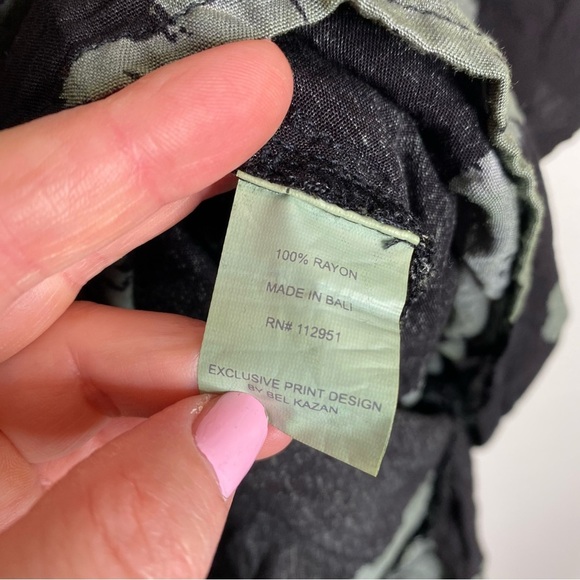 100% RAYON
MADE IN BALI
RN# 112951
EXCLUSIVE PRINT DESIGN
BY BEL KAZAN